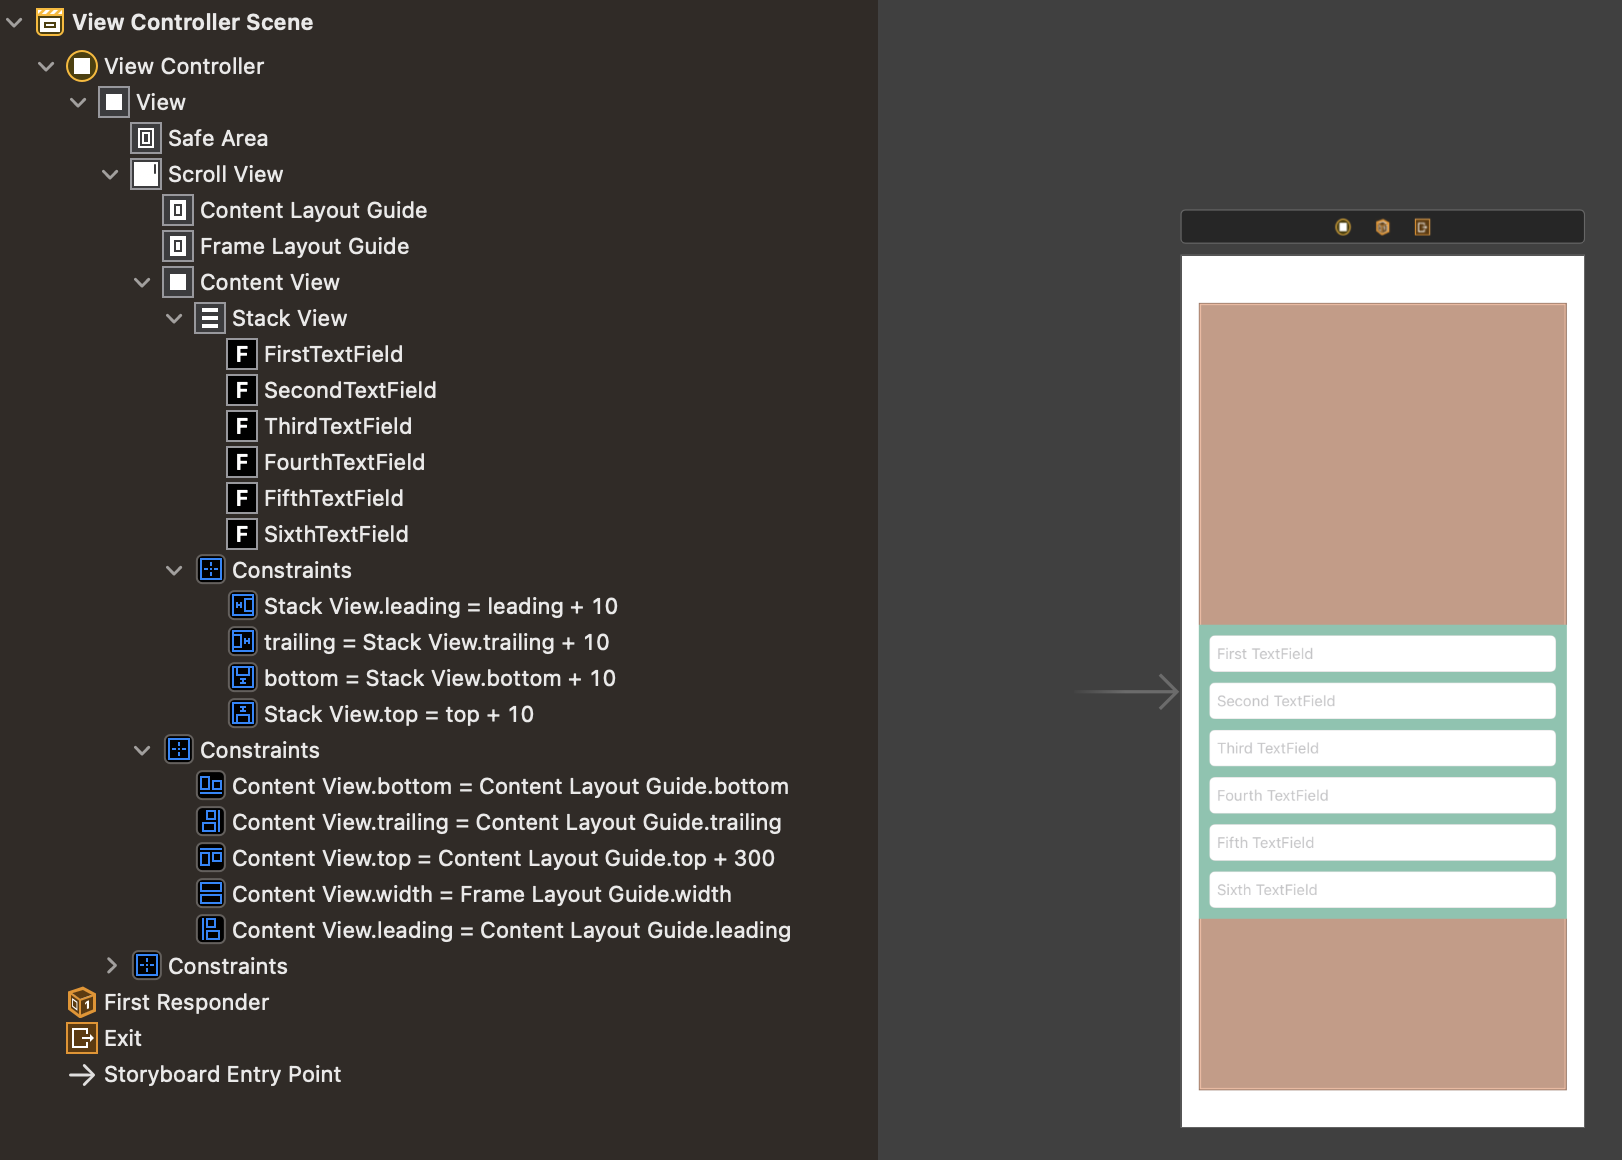 View Controller Scene
View Controller
View
Safe Area
Scroll View
Content Layout Guide
Frame Layout Guide
Content View
Stack View
F FirstTextField
F SecondTextField
F ThirdTextField
F FourthTextField
F FifthTextField
F SixthTextField
Constraints
Stack View.leading = leading + 10
trailing = Stack View.trailing + 10
bottom = Stack View.bottom + 10
Stack View.top = top + 10
Constraints
Content View.bottom = Content Layout Guide.bottom
Content View.trailing = Content Layout Guide.trailing
Content View.top = Content Layout Guide.top + 300
Content View.width = Frame Layout Guide.width
Content View.leading = Content Layout Guide.leading
Constraints
First Responder
Exit
Storyboard Entry Point
First TextField
Second TextField
Third TextField
Fourth TextField
Fifth TextField
Sixth TextField